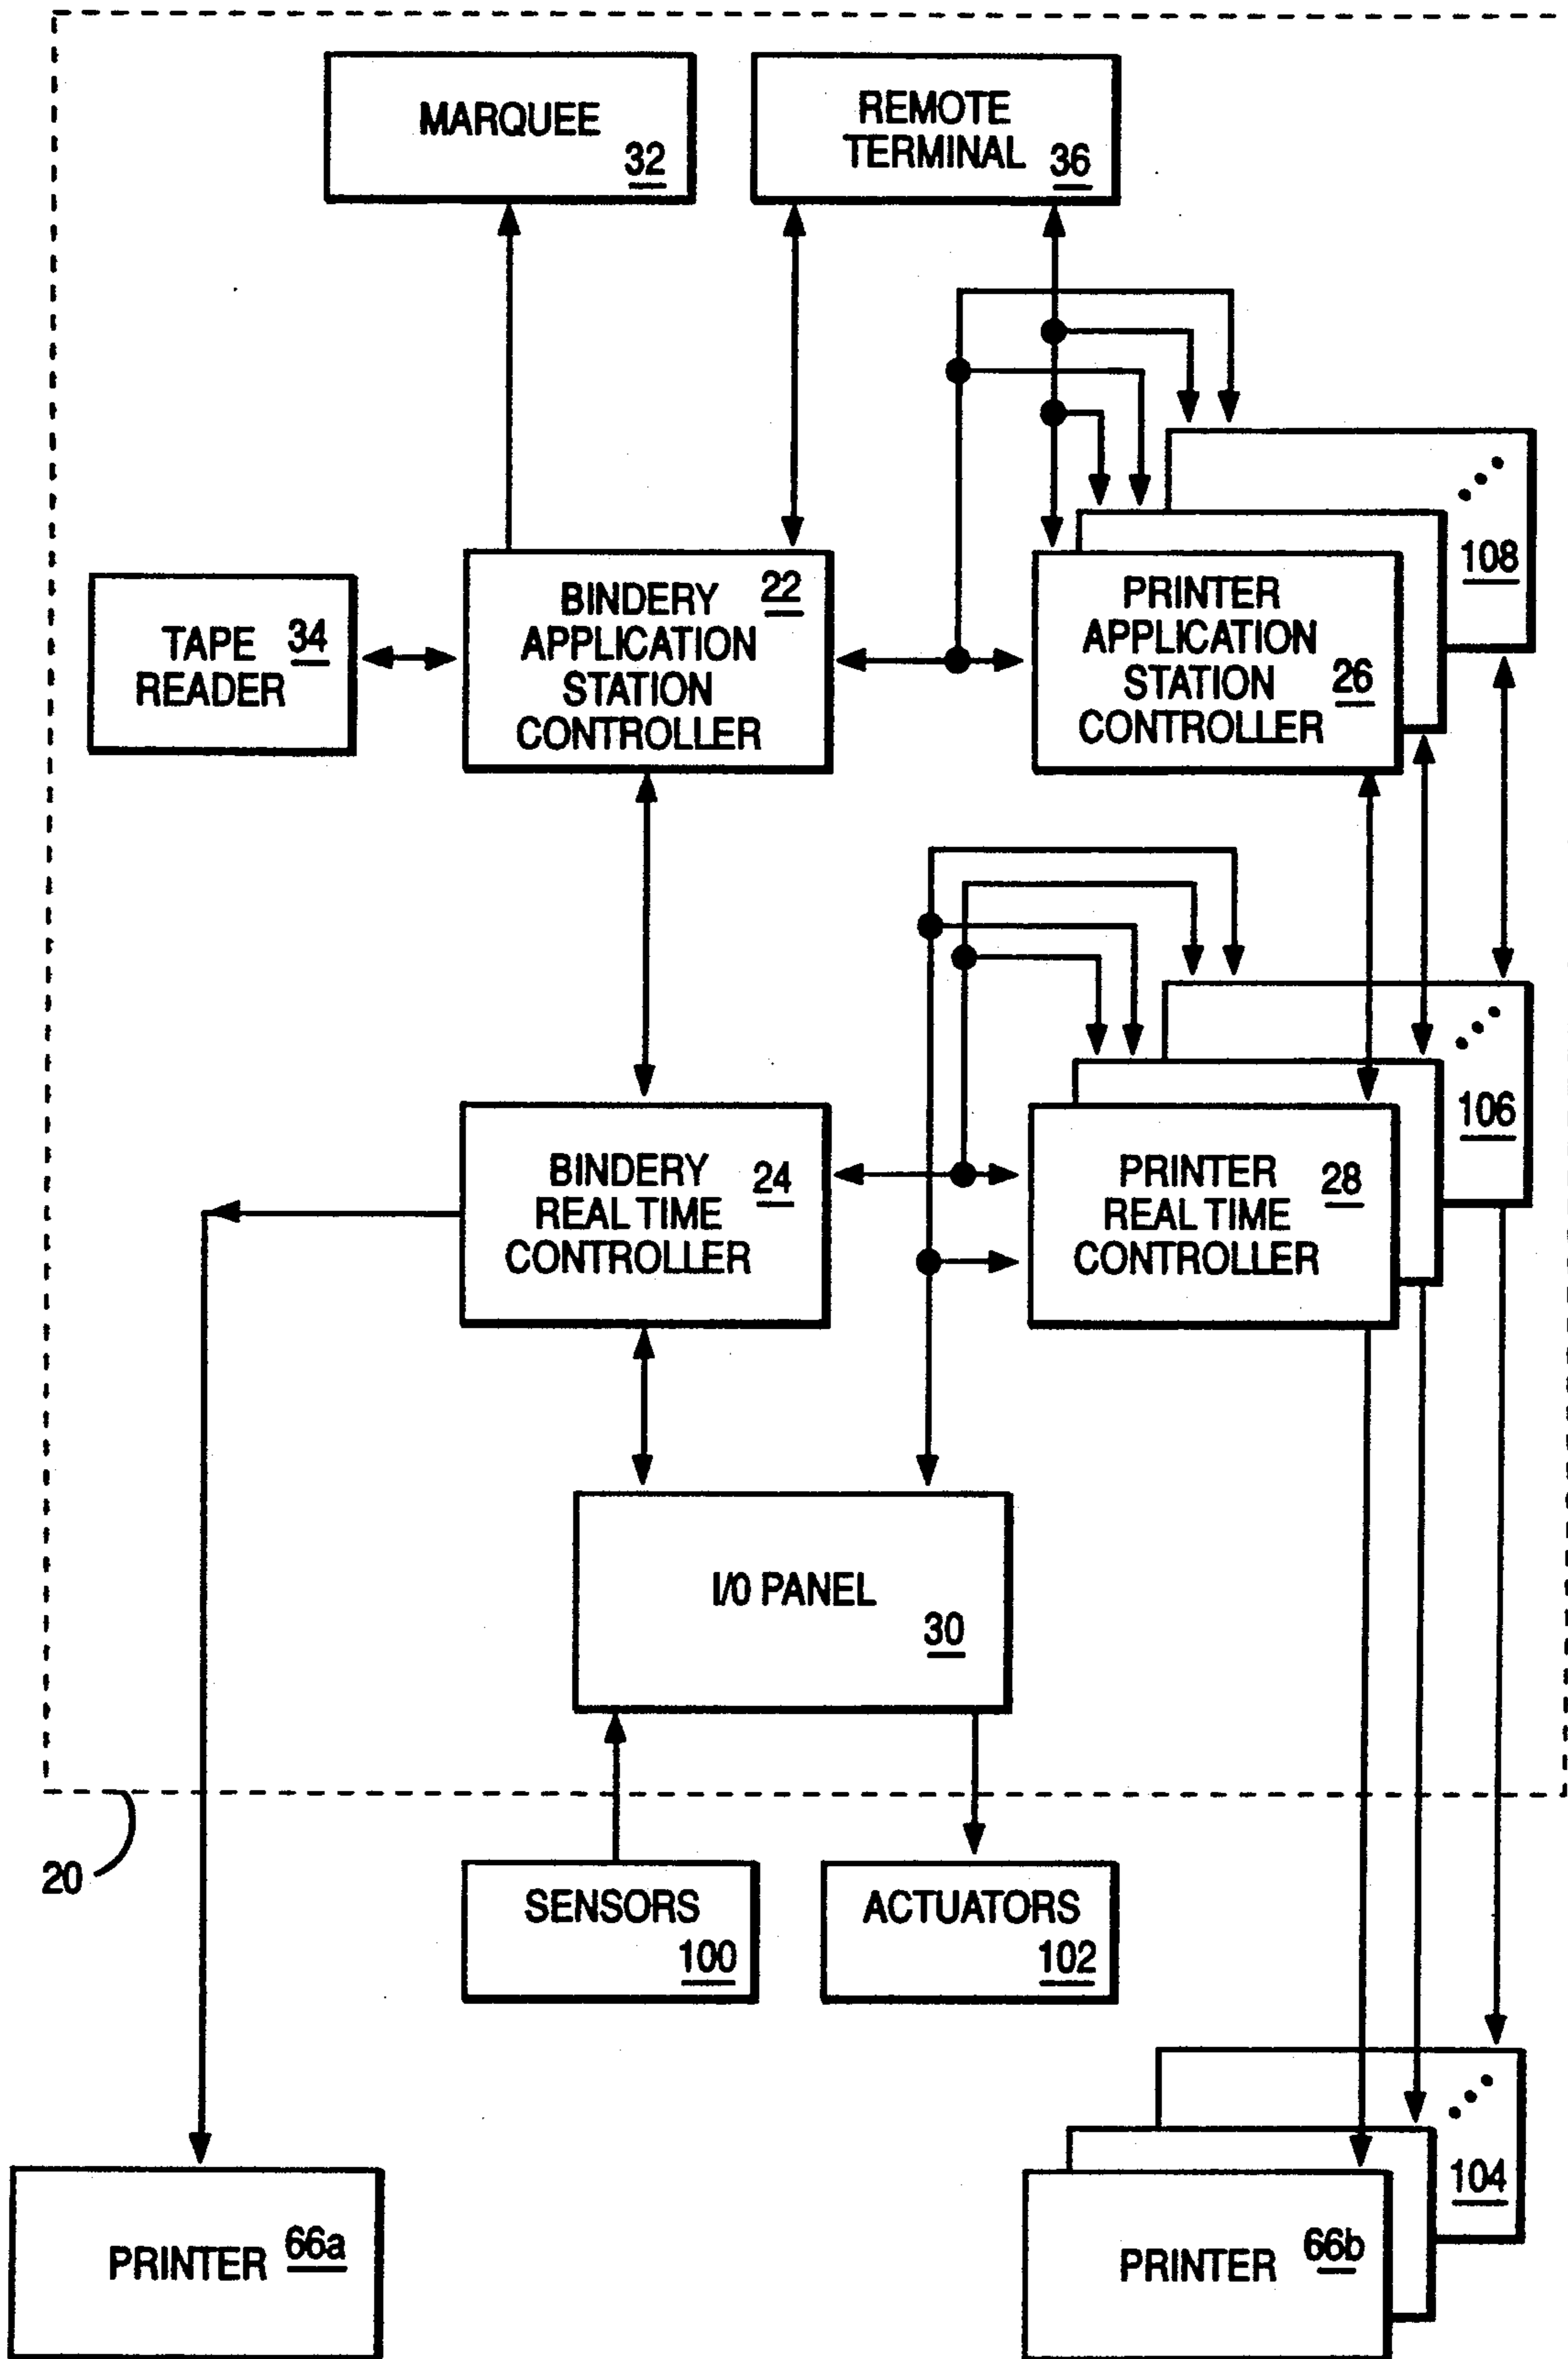 MARQUEE
32
REMOTE
TERMINAL
36
108
TAPE
READER
34
BINDERY
APPLICATION
STATION
CONTROLLER
22
PRINTER
APPLICATION
STATION
CONTROLLER
26
106
BINDERY
REAL TIME
CONTROLLER
24
PRINTER
REAL TIME
CONTROLLER
28
I/0 PANEL
30
20
SENSORS
100
ACTUATORS
102
104
PRINTER
66a
PRINTER
66b